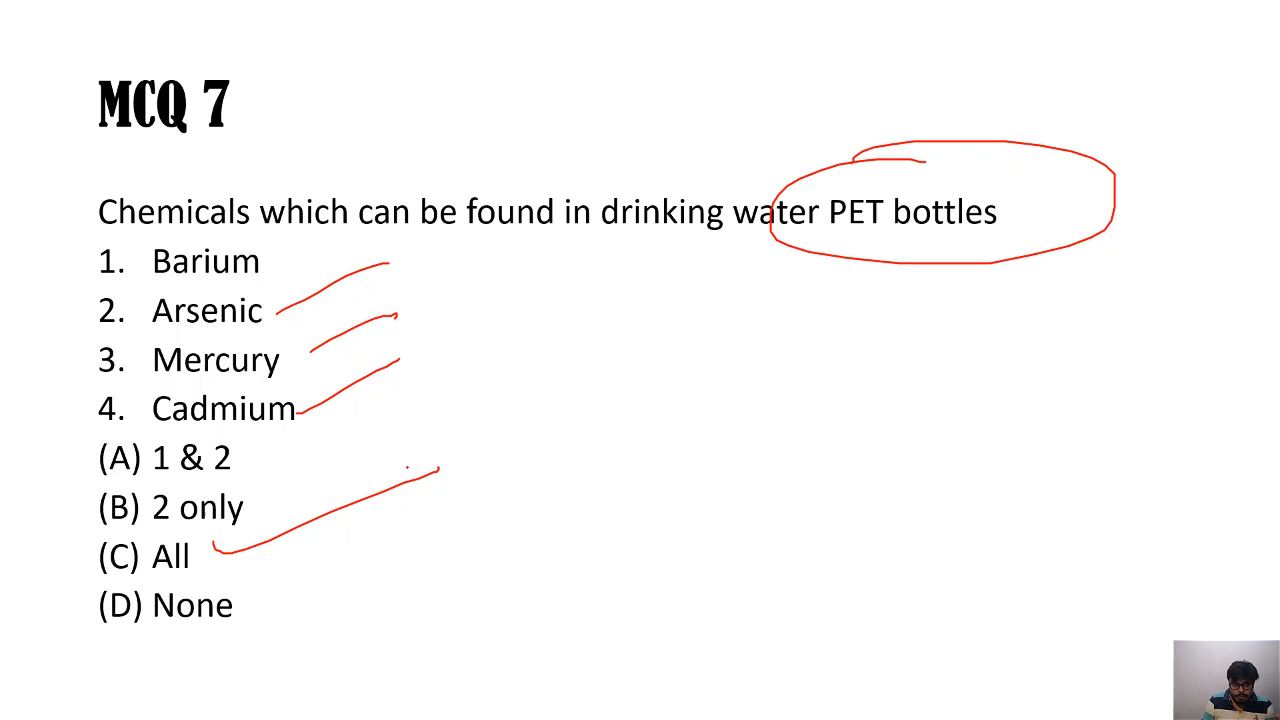 MCQ 7
Chemicals which can be found in drinking water PET bottles
1. Barium
2. Arsenic
3. Mercury
4. Cadmium
(A) 1 & 2
(B) 2 only
(C) All
(D) None